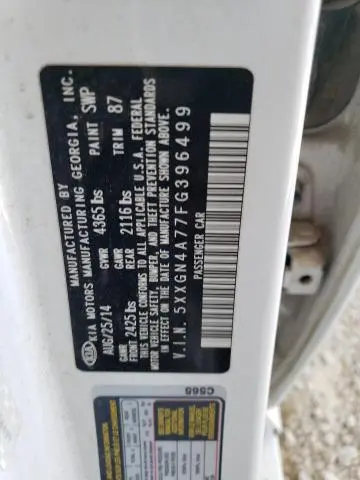 MANUFACTURED BY
KIA MOTORS MANUFACTURING GEORGIA, INC.
AUG/25/14 GVWR 4365 lbs PAINT SWP
GAWR FRONT 2425 lbs GAWR REAR 2116 lbs TRIM 87
THIS VEHICLE CONFORMS TO ALL APPLICABLE U.S.A. FEDERAL
MOTOR VEHICLE SAFETY, BUMPER, AND THEFT PREVENTION STANDARDS
IN EFFECT ON THE DATE OF MANUFACTURE SHOWN ABOVE.
V.I.N. 5XXGN4A77FG396499
PASSENGER CAR
KIA
C565